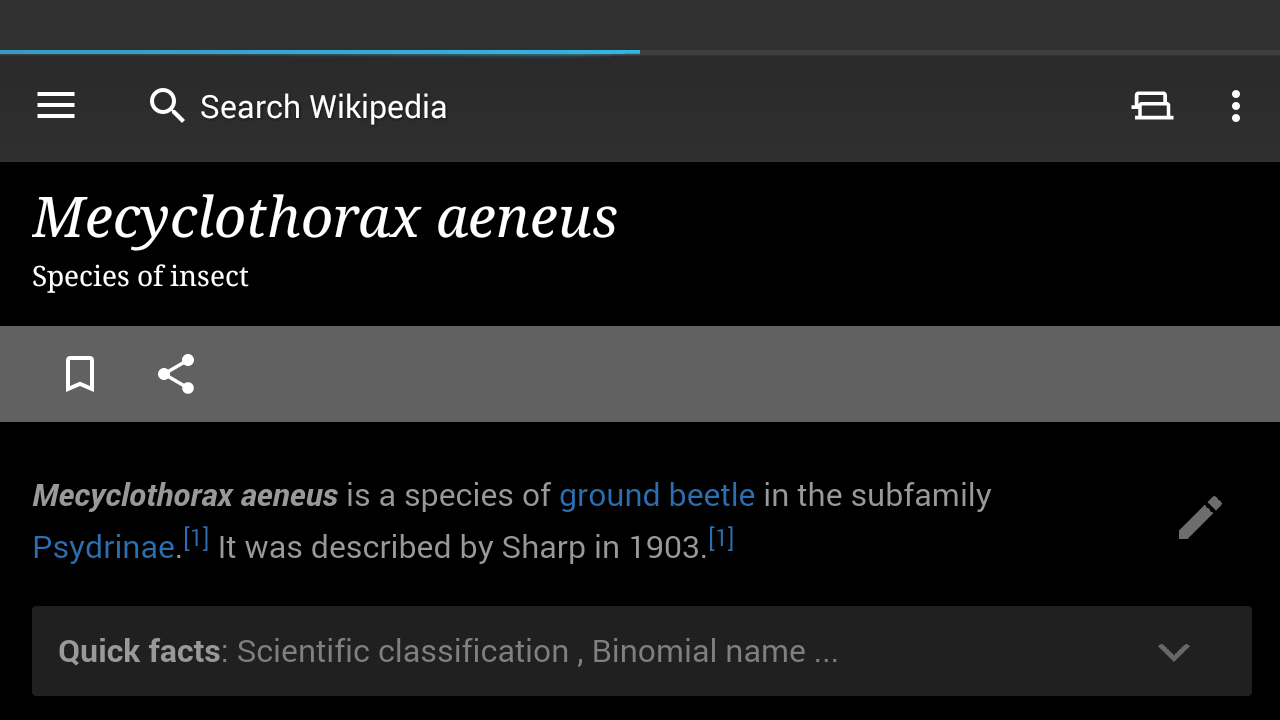 Search Wikipedia
Mecyclothorax aeneus
Species of insect
Mecyclothorax aeneus is a species of ground beetle in the subfamily
Psydrinae.[1] It was described by Sharp in 1903.[1]
Quick facts: Scientific classification , Binomial name ...